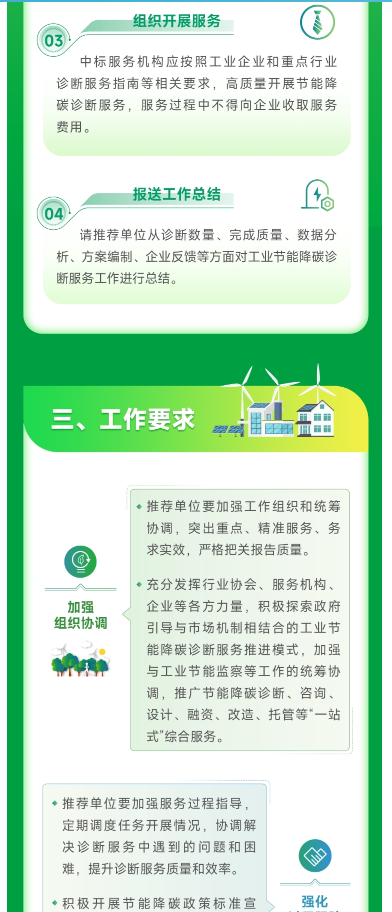 03
组织开展服务
中标服务机构应按照工业企业和重点行业
诊断服务指南等相关要求，高质量开展节能降
碳诊断服务，服务过程中不得向企业收取服务
费用。
04
报送工作总结
请推荐单位从诊断数量、完成质量、数据分
析、方案编制、企业反馈等方面对工业节能降碳诊
断服务工作进行总结。
三、工作要求
加强
组织协调
推荐单位要加强工作组织和统筹
协调，突出重点、精准服务、务
求实效，严格把关报告质量。
充分发挥行业协会、服务机构、
企业等各方力量，积极探索政府
引导与市场机制相结合的工业节
能降碳诊断服务推进模式，加强
与工业节能监察等工作的统筹协
调，推广节能降碳诊断、咨询、
设计、融资、改造、托管等“一站
式”综合服务。
推荐单位要加强服务过程指导，
定期调度任务开展情况，协调解
决诊断服务中遇到的问题和困
难，提升诊断服务质量和效率。
积极开展节能降碳政策标准宣
强化